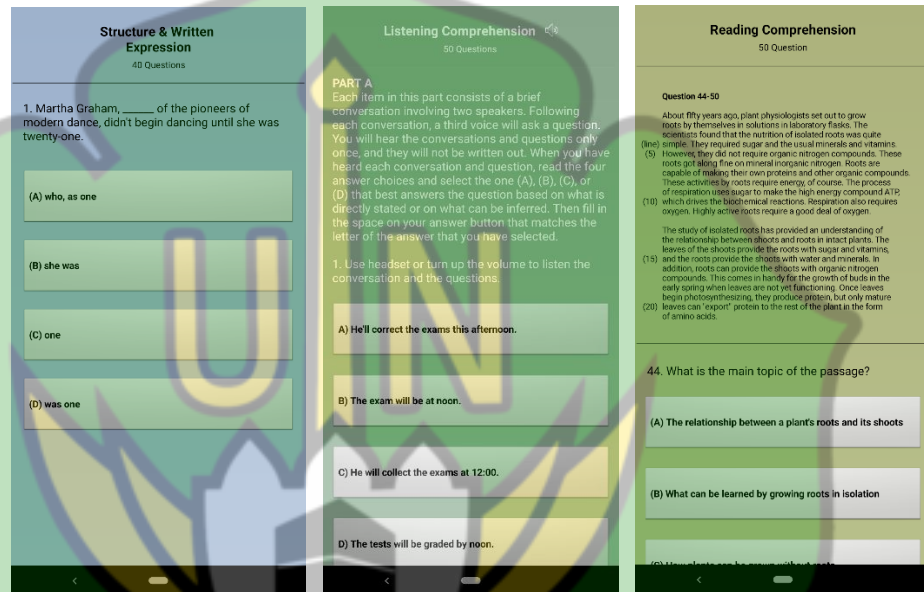 Structure & Written
Expression
40 Questions
1. Martha Graham, _____ of the pioneers of
modern dance, didn't begin dancing until she was
twenty-one.
(A) who, as one
(B) she was
(C) one
(D) was one
Listening Comprehension
50 Questions
PART A
Each item in this part consists of a brief
conversation involving two speakers. Following
each conversation, a third voice will ask a question.
You will hear the conversations and questions only
once, and they will not be written out. When you have
heard each conversation and question, read the four
answer choices and select the one (A), (B), (C), or
(D) that best answers the question based on what is
directly stated or on what can be inferred. Then fill in
the space on your answer button that matches the
letter of the answer that you have selected.
1. Use headset or turn up the volume to listen the
conversation and the questions.
A) He'll correct the exams this afternoon.
B) The exam will be at noon.
C) He will collect the exams at 12:00.
D) The tests will be graded by noon.
Reading Comprehension
50 Question
Question 44-50
About fifty years ago, plant physiologists set out to grow
roots by themselves in solutions in laboratory flasks. The
scientists found that the nutrition of isolated roots was quite
(line) simple. They required sugar and the usual minerals and vitamins.
(5) However, they did not require organic nitrogen compounds. These
roots got along fine on mineral inorganic nitrogen. Roots are
capable of making their own proteins and other organic compounds.
These activities by roots require energy, of course. The process
of respiration uses sugar to make the high energy compound ATP,
(10) which drives the biochemical reactions. Respiration also requires
oxygen. Highly active roots require a good deal of oxygen.
The study of isolated roots has provided an understanding of
the relationship between shoots and roots in intact plants. The
leaves of the shoots provide the roots with sugar and vitamins,
(15) and the roots provide the shoots with water and minerals. In
addition, roots can provide the shoots with organic nitrogen
compounds. This comes in handy for the growth of buds in the
early spring when leaves are not yet functioning. Once leaves
begin photosynthesizing, they produce protein, but only mature
(20) leaves can "export" protein to the rest of the plant in the form
of amino acids.
44. What is the main topic of the passage?
(A) The relationship between a plant's roots and its shoots
(B) What can be learned by growing roots in isolation
(C) How plants can be grown without roots
UIN